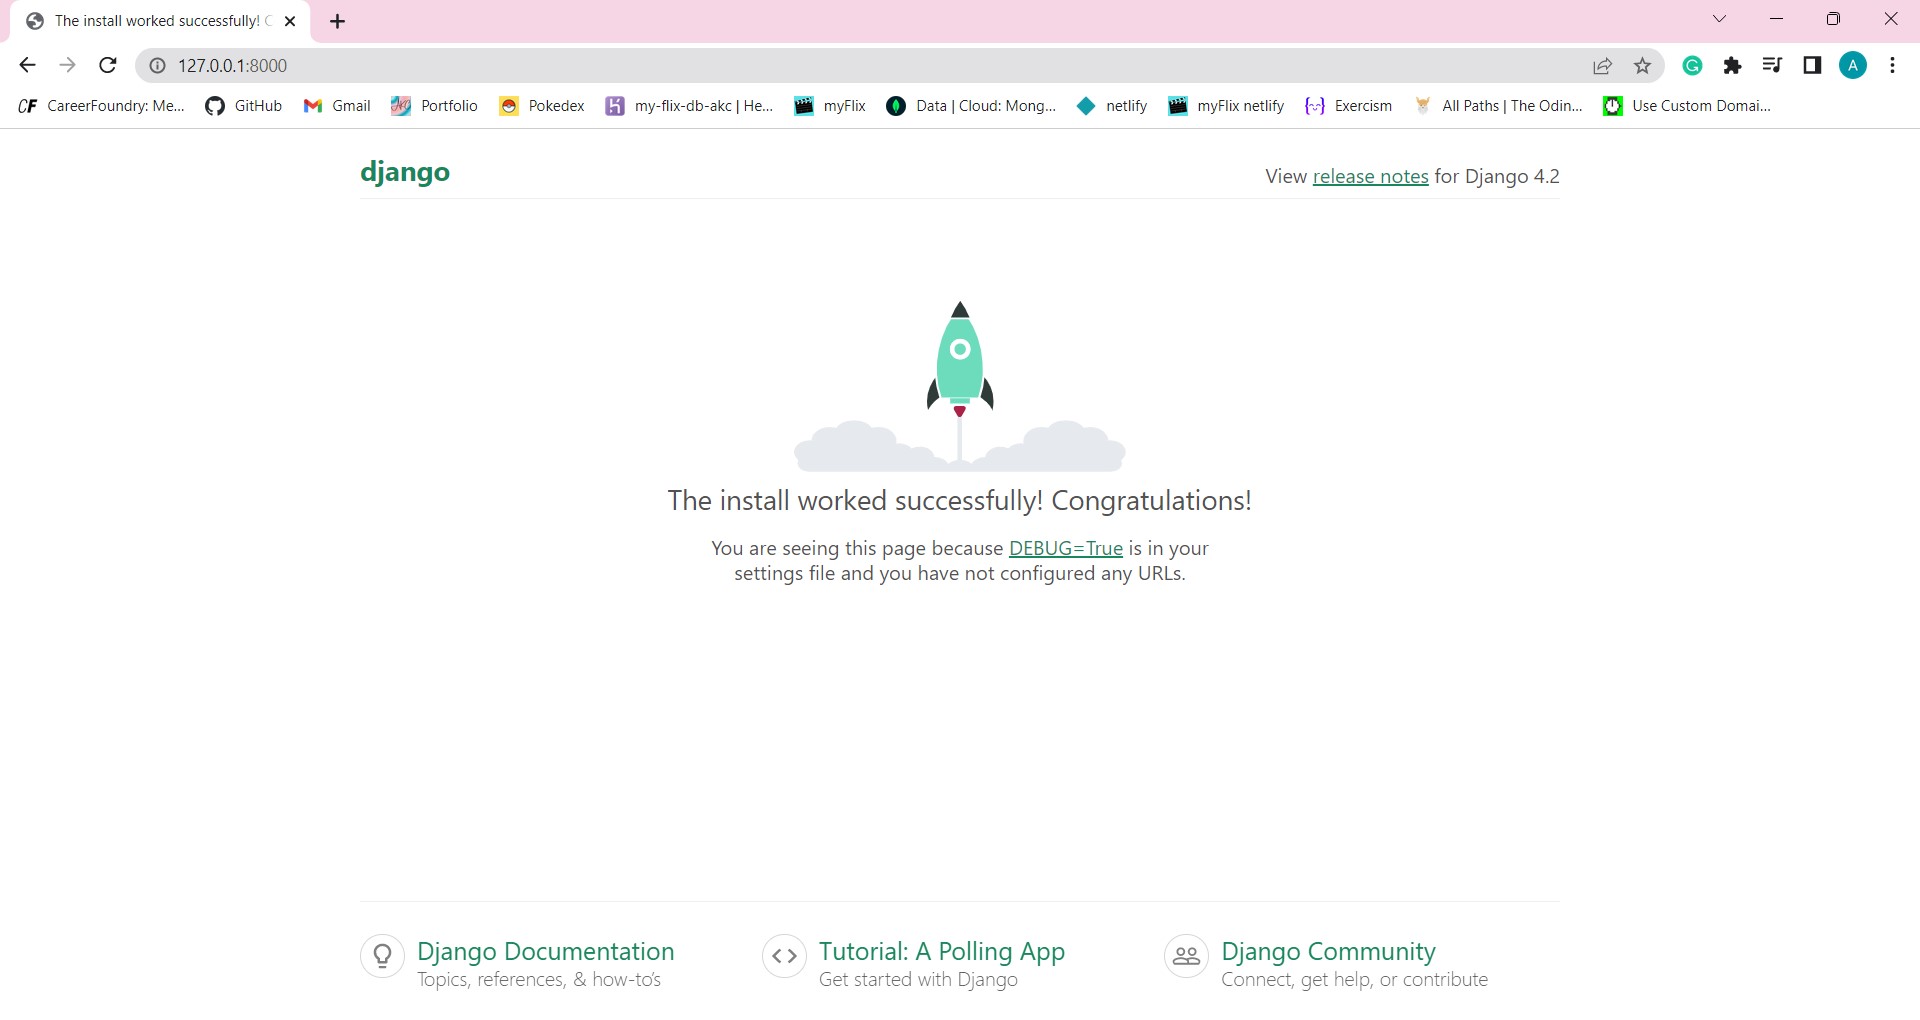 The install worked successfully! C
127.0.0.1:8000
A
CF CareerFoundry: Me...
GitHub
Gmail
Portfolio
Pokedex
my-flix-db-akc | He...
myFlix
Data | Cloud: Mong...
netlify
myFlix netlify
Exercism
All Paths | The Odin...
Use Custom Domai...
django
View release notes for Django 4.2
The install worked successfully! Congratulations!
You are seeing this page because DEBUG=True is in your
settings file and you have not configured any URLs.
Django Documentation
Topics, references, & how-to's
Tutorial: A Polling App
Get started with Django
Django Community
Connect, get help, or contribute